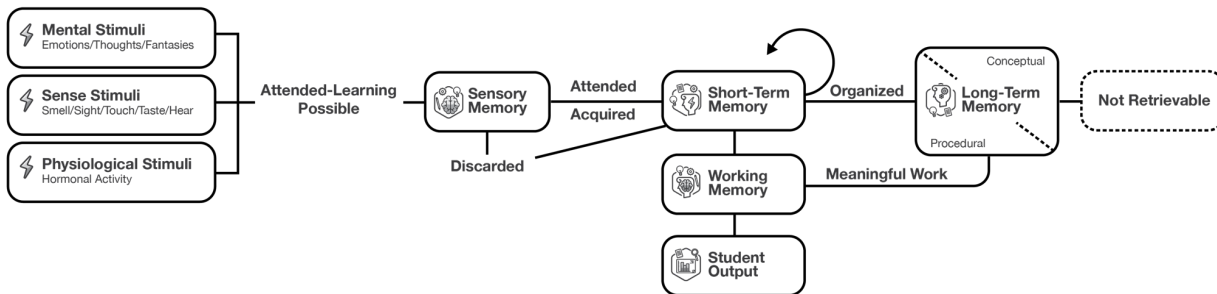 Mental Stimuli
Emotions/Thoughts/Fantasies
Sense Stimuli
Smell/Sight/Touch/Taste/Hear
Physiological Stimuli
Hormonal Activity
Attended-Learning
Possible
Sensory
Memory
Attended
Acquired
Discarded
Short-Term
Memory
Organized
Conceptual
Long-Term
Memory
Procedural
Not Retrievable
Working
Memory
Meaningful Work
Student
Output